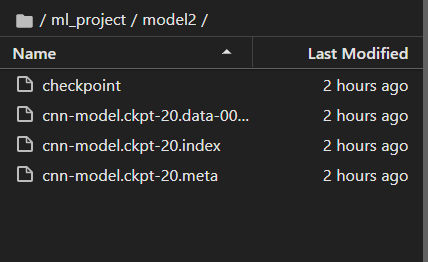 / ml_project / model2 /
Name Last Modified
checkpoint 2 hours ago
cnn-model.ckpt-20.data-00... 2 hours ago
cnn-model.ckpt-20.index 2 hours ago
cnn-model.ckpt-20.meta 2 hours ago